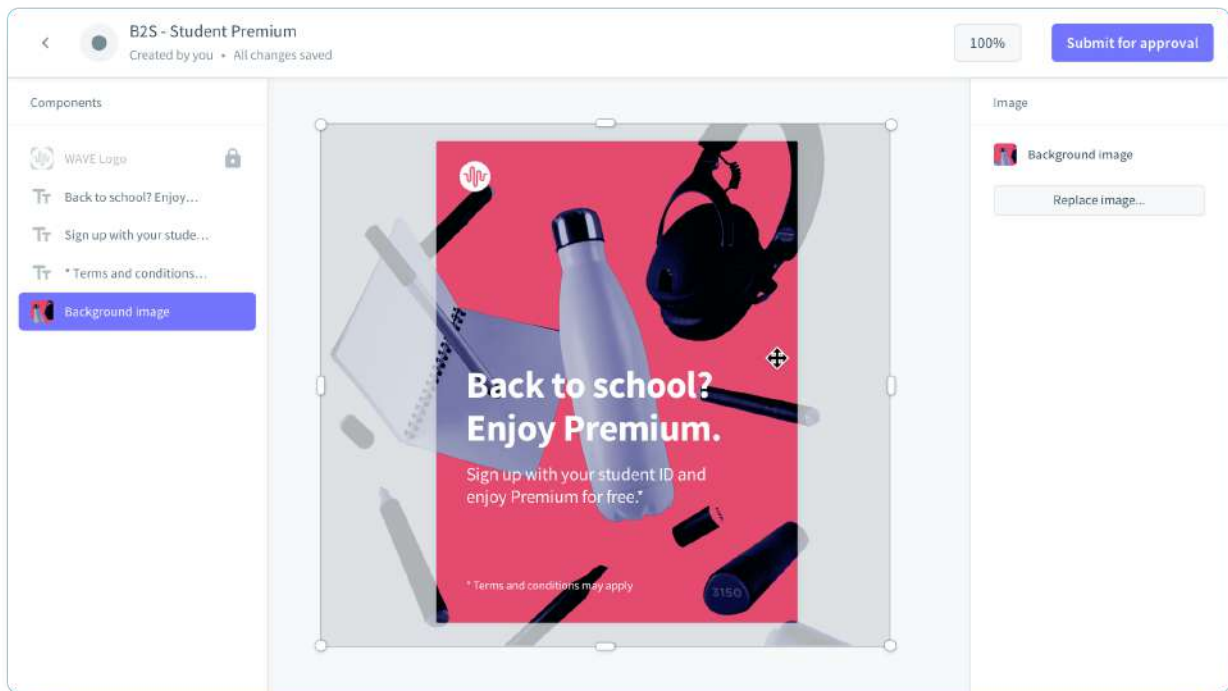 B2S - Student Premium
Created by you • All changes saved
100%
Submit for approval
Components
WAVE Logo
Back to school? Enjoy...
Sign up with your stude...
* Terms and conditions...
Background image
Back to school?
Enjoy Premium.
Sign up with your student ID and
enjoy Premium for free.*
* Terms and conditions may apply
3150
Image
Background image
Replace image...